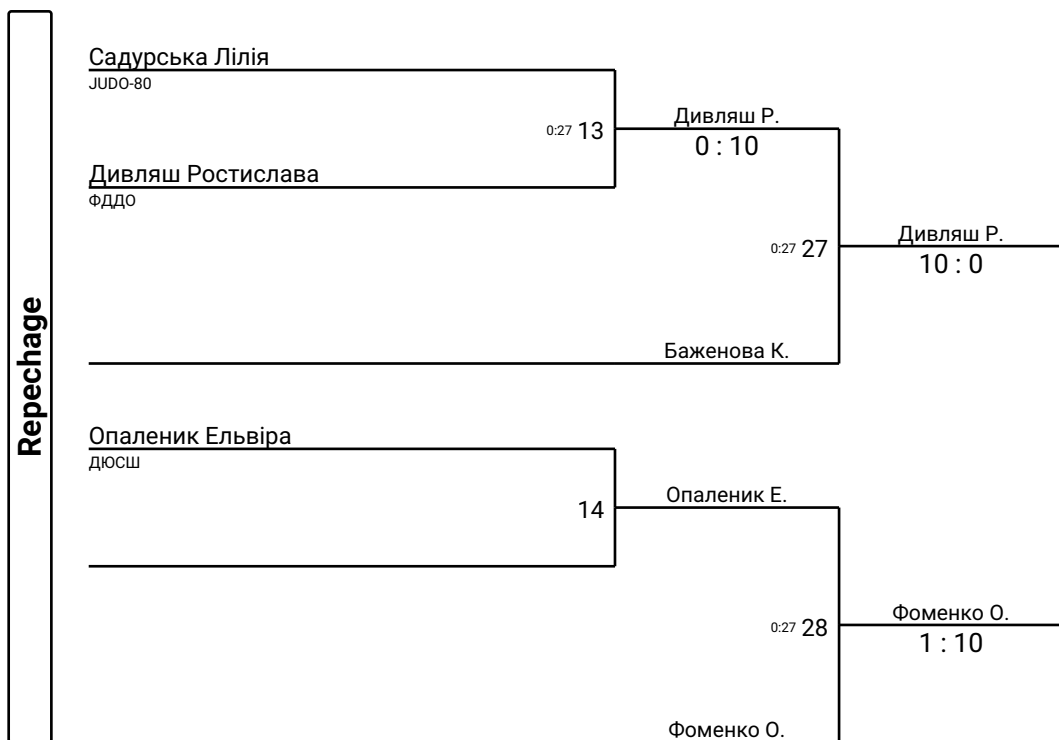 Repechage
Садурська Лілія
JUDO-80
0:27 13
Дивляш Р.
0 : 10
Дивляш Ростислава
ФДДО
0:27 27
Дивляш Р.
10 : 0
Баженова К.
Опаленик Ельвіра
ДЮСШ
14
Опаленик Е.
0:27 28
Фоменко О.
1 : 10
Фоменко О.